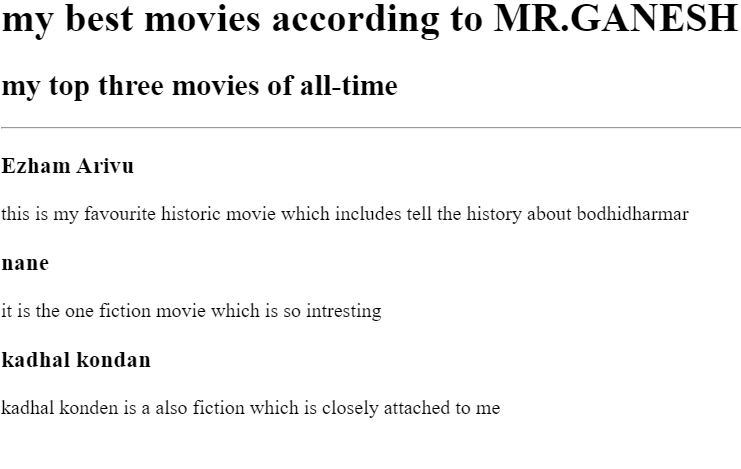 my best movies according to MR.GANESH
my top three movies of all-time
Ezham Arivu
this is my favourite historic movie which includes tell the history about bodhidharmar
nane
it is the one fiction movie which is so intresting
kadhal kondan
kadhal konden is a also fiction which is closely attached to me